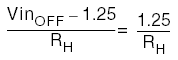 Vin_OFF – 1.25 / R_H = 1.25 / R_H